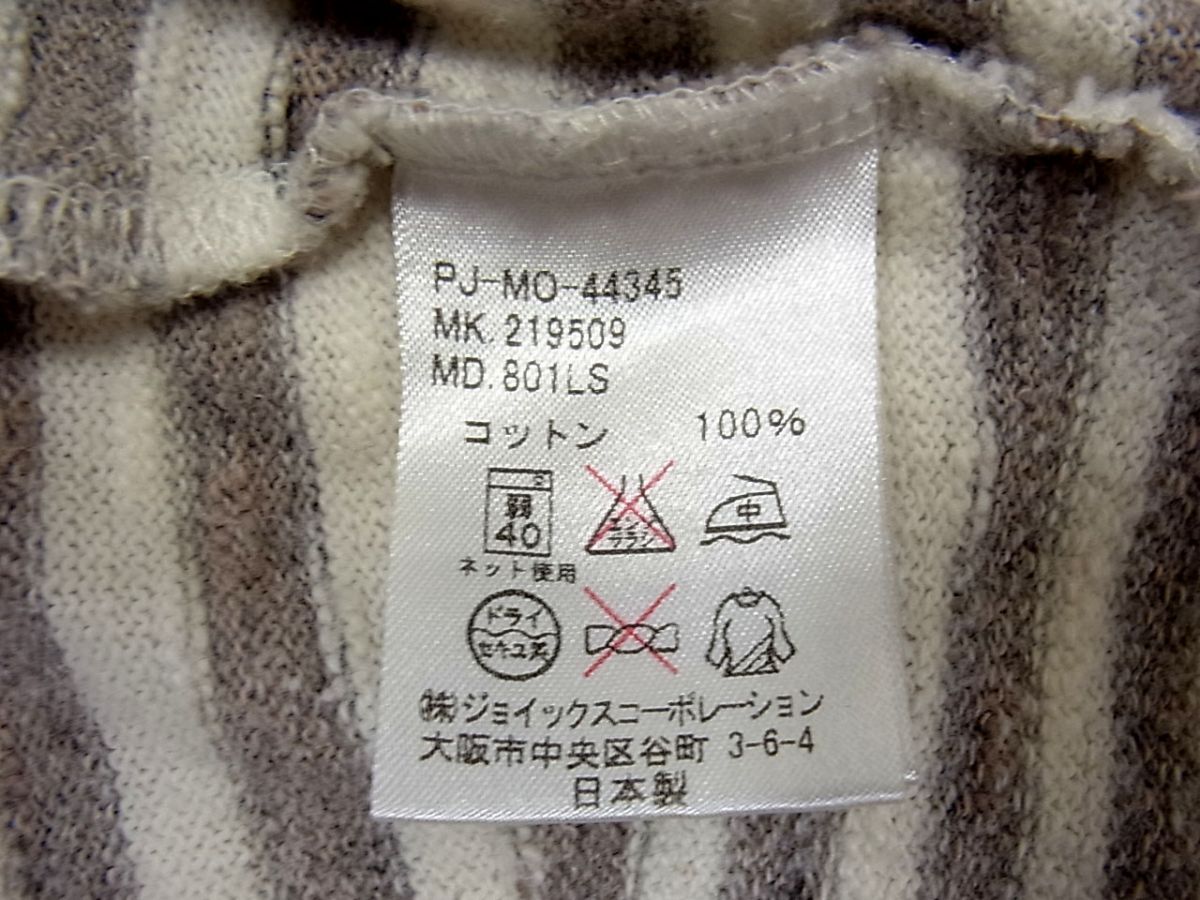 PJ-MO-44345
MK.219509
MD.801LS
コットン 100%
弱
40
エンソ
サラシ
中
ネット使用
ドライ
セキユ系
(株)ジョイックスコーポレーション
大阪市中央区谷町 3-6-4
日本製